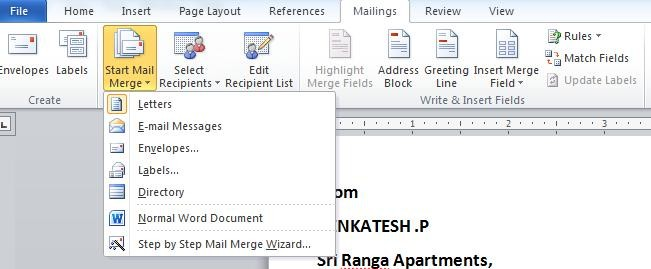 File Home Insert Page Layout References Mailings Review View
Envelopes Labels
Start Mail Merge Select Recipients Edit Recipient List
Highlight Merge Fields Address Block Greeting Line Insert Merge Field
Rules
Match Fields
Update Labels
Create
Write & Insert Fields
Letters
E-mail Messages
Envelopes...
Labels...
Directory
Normal Word Document
Step by Step Mail Merge Wizard...
L
1 2 3
om
NKATESH .P
Sri Ranga Apartments,